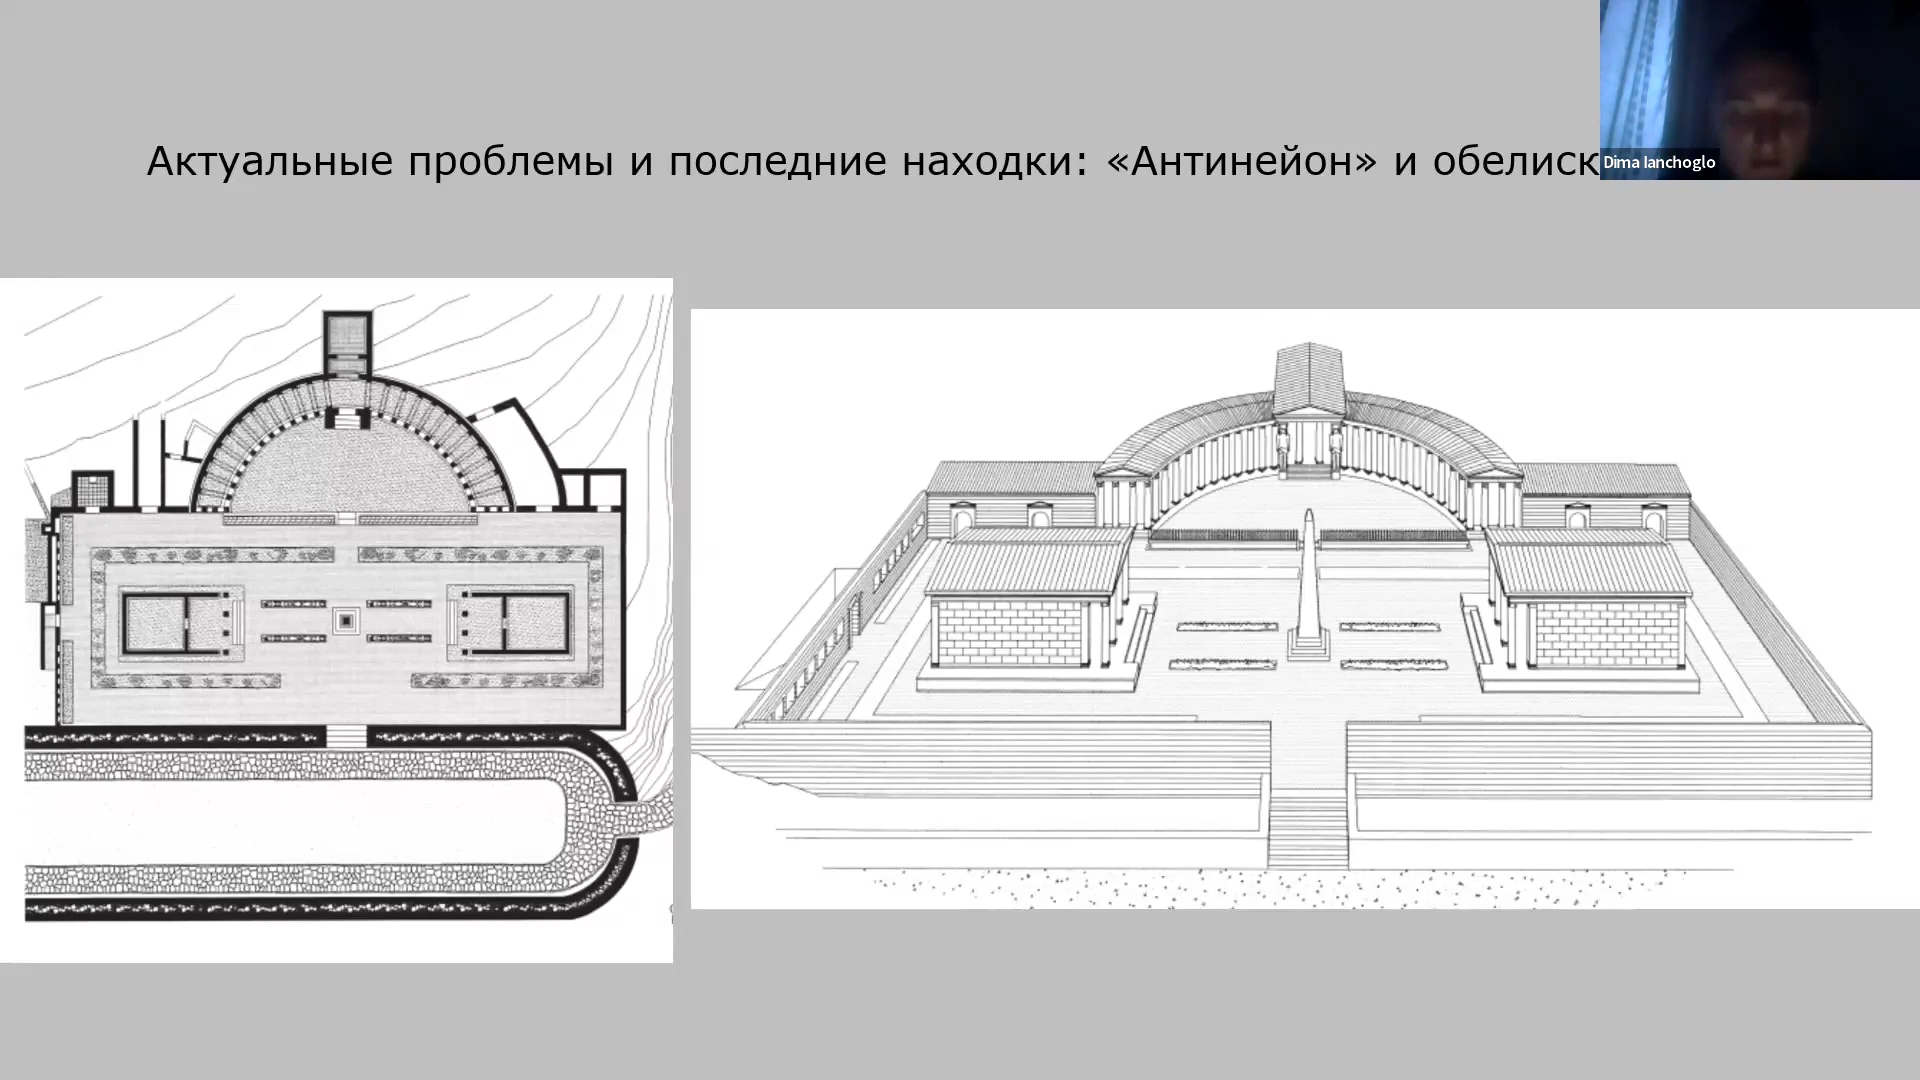 Актуальные проблемы и последние находки: «Антинейон» и обелиск
Dima Ianchoglo